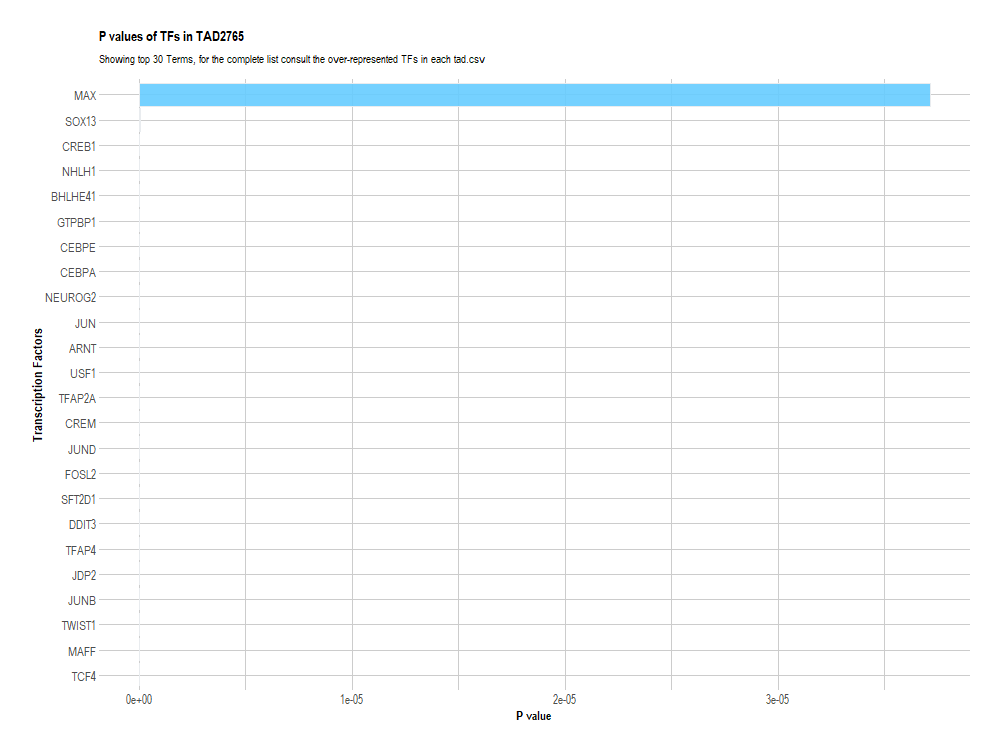 P values of TFs in TAD2765
Showing top 30 Terms, for the complete list consult the over-represented TFs in each tad.csv
Transcription Factors
MAX
SOX13
CREB1
NHLH1
BHLHE41
GTPBP1
CEBPE
CEBPA
NEUROG2
JUN
ARNT
USF1
TFAP2A
CREM
JUND
FOSL2
SFT2D1
DDIT3
TFAP4
JDP2
JUNB
TWIST1
MAFF
TCF4
0e+00 1e-05 2e-05 3e-05
P value